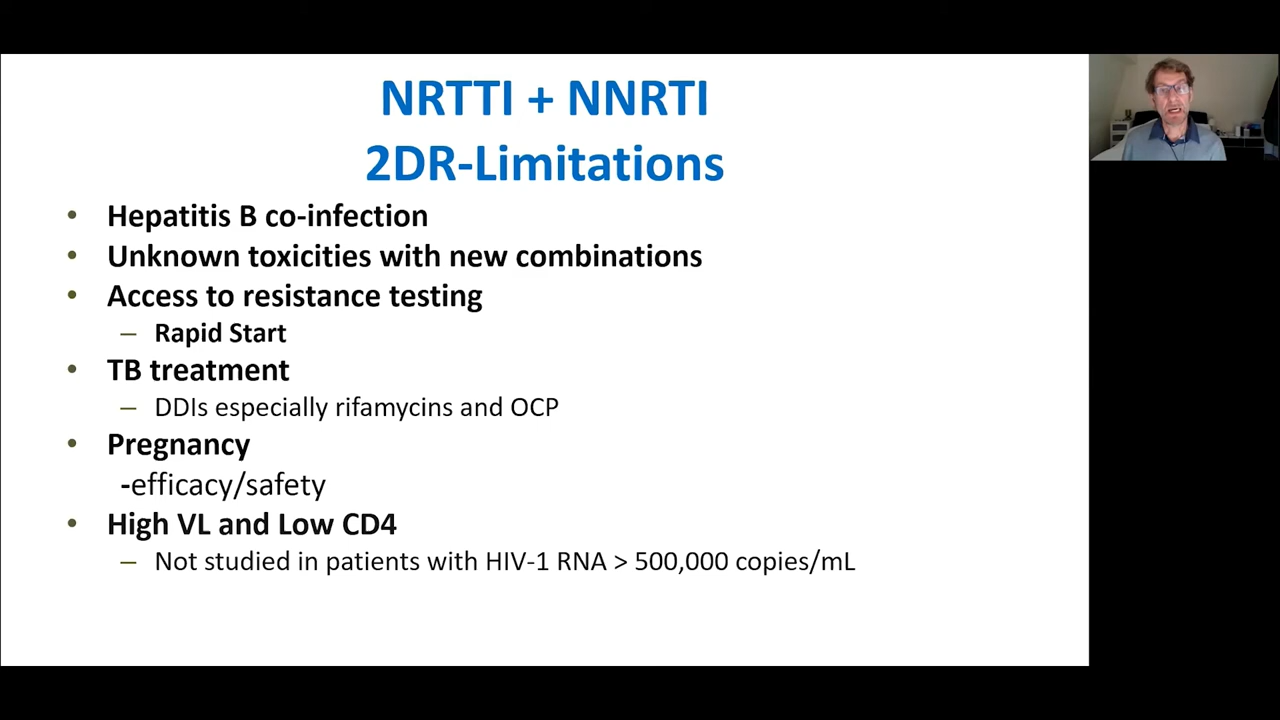 NRTTI + NNRTI
2DR-Limitations
• Hepatitis B co-infection
• Unknown toxicities with new combinations
• Access to resistance testing
– Rapid Start
• TB treatment
– DDIs especially rifamycins and OCP
• Pregnancy
-efficacy/safety
• High VL and Low CD4
– Not studied in patients with HIV-1 RNA > 500,000 copies/mL